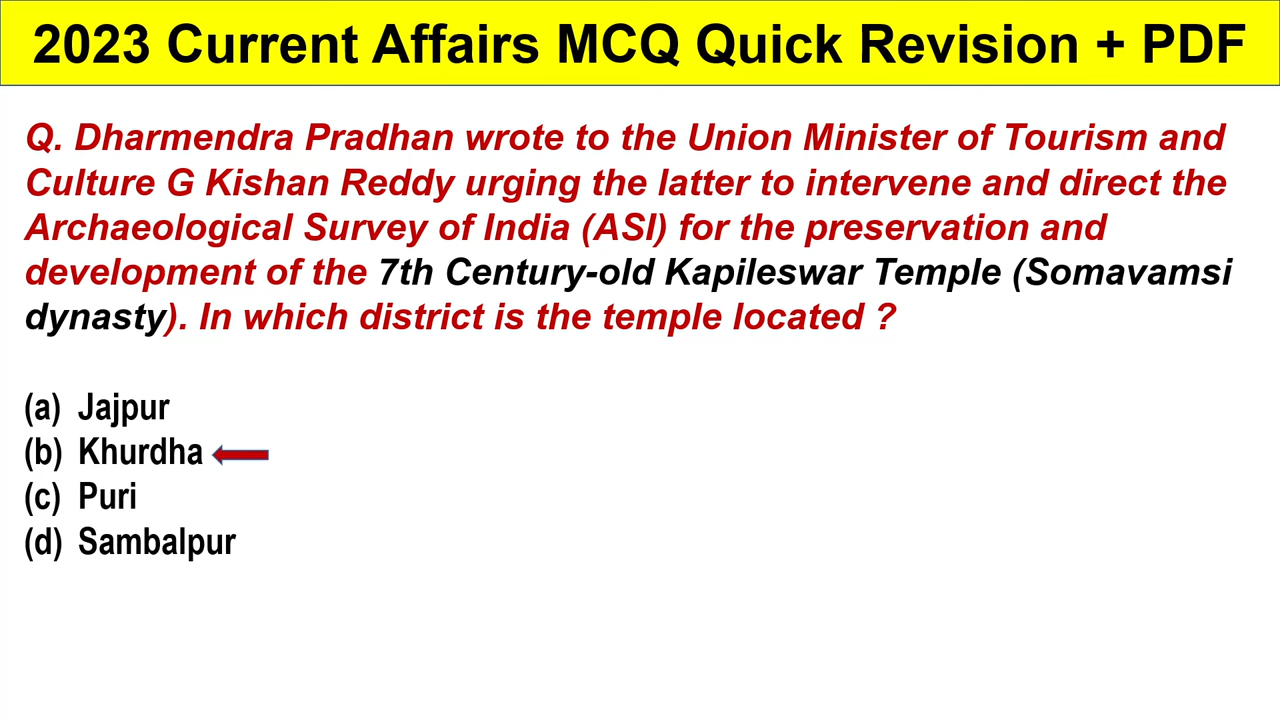 2023 Current Affairs MCQ Quick Revision + PDF
Q. Dharmendra Pradhan wrote to the Union Minister of Tourism and
Culture G Kishan Reddy urging the latter to intervene and direct the
Archaeological Survey of India (ASI) for the preservation and
development of the 7th Century-old Kapileswar Temple (Somavamsi
dynasty). In which district is the temple located ?
(a) Jajpur
(b) Khurdha
(c) Puri
(d) Sambalpur